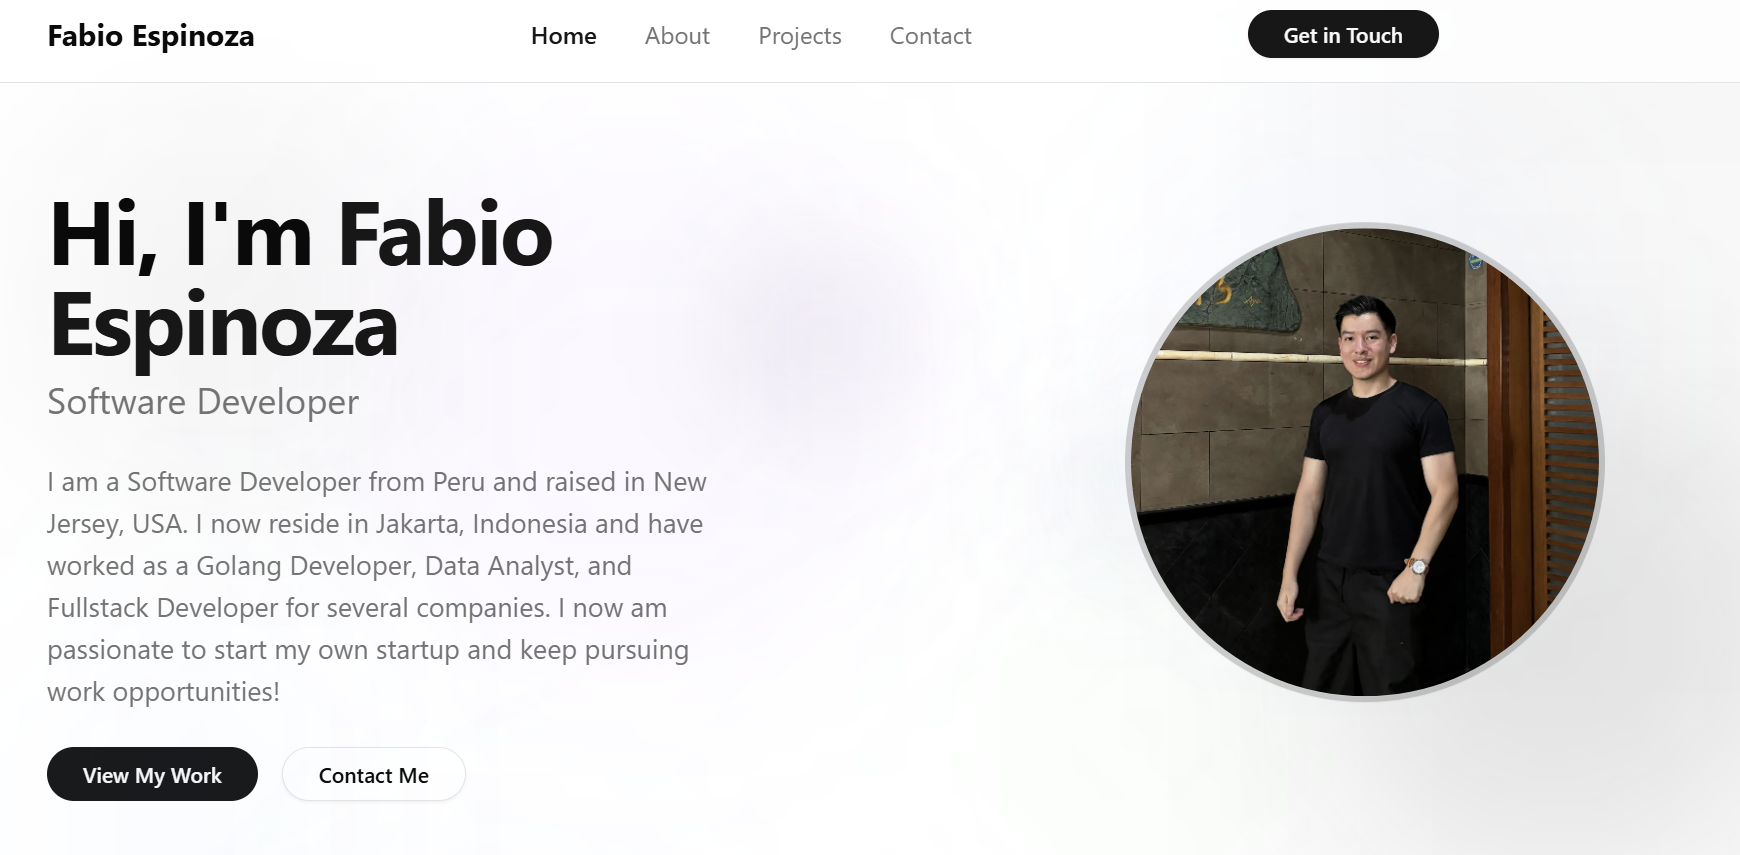 Fabio Espinoza
Home About Projects Contact
Get in Touch
Hi, I'm Fabio
Espinoza
Software Developer
I am a Software Developer from Peru and raised in New
Jersey, USA. I now reside in Jakarta, Indonesia and have
worked as a Golang Developer, Data Analyst, and
Fullstack Developer for several companies. I now am
passionate to start my own startup and keep pursuing
work opportunities!
View My Work
Contact Me